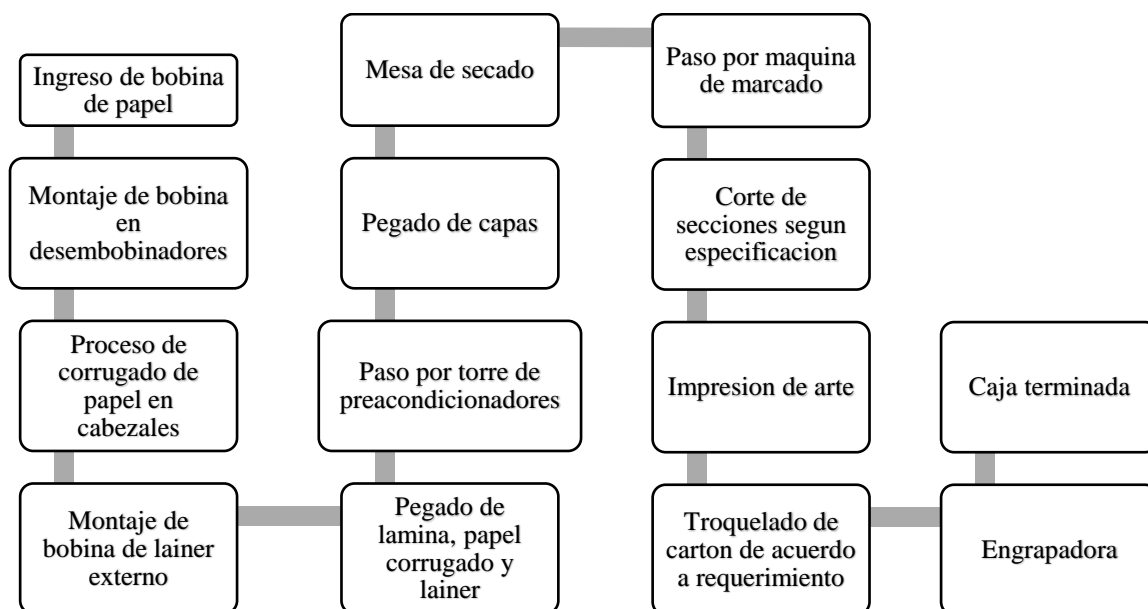 Ingreso de bobina
de papel
Montaje de bobina
en
desembobinadores
Proceso de
corrugado de
papel en
cabezales
Montaje de
bobina de lainer
externo
Pegado de
lamina, papel
corrugado y
lainer
Paso por torre de
preacondicionadores
Pegado de capas
Mesa de secado
Paso por maquina
de marcado
Corte de
secciones segun
especificacion
Impresion de arte
Troquelado de
carton de acuerdo
a requerimiento
Engrapadora
Caja terminada